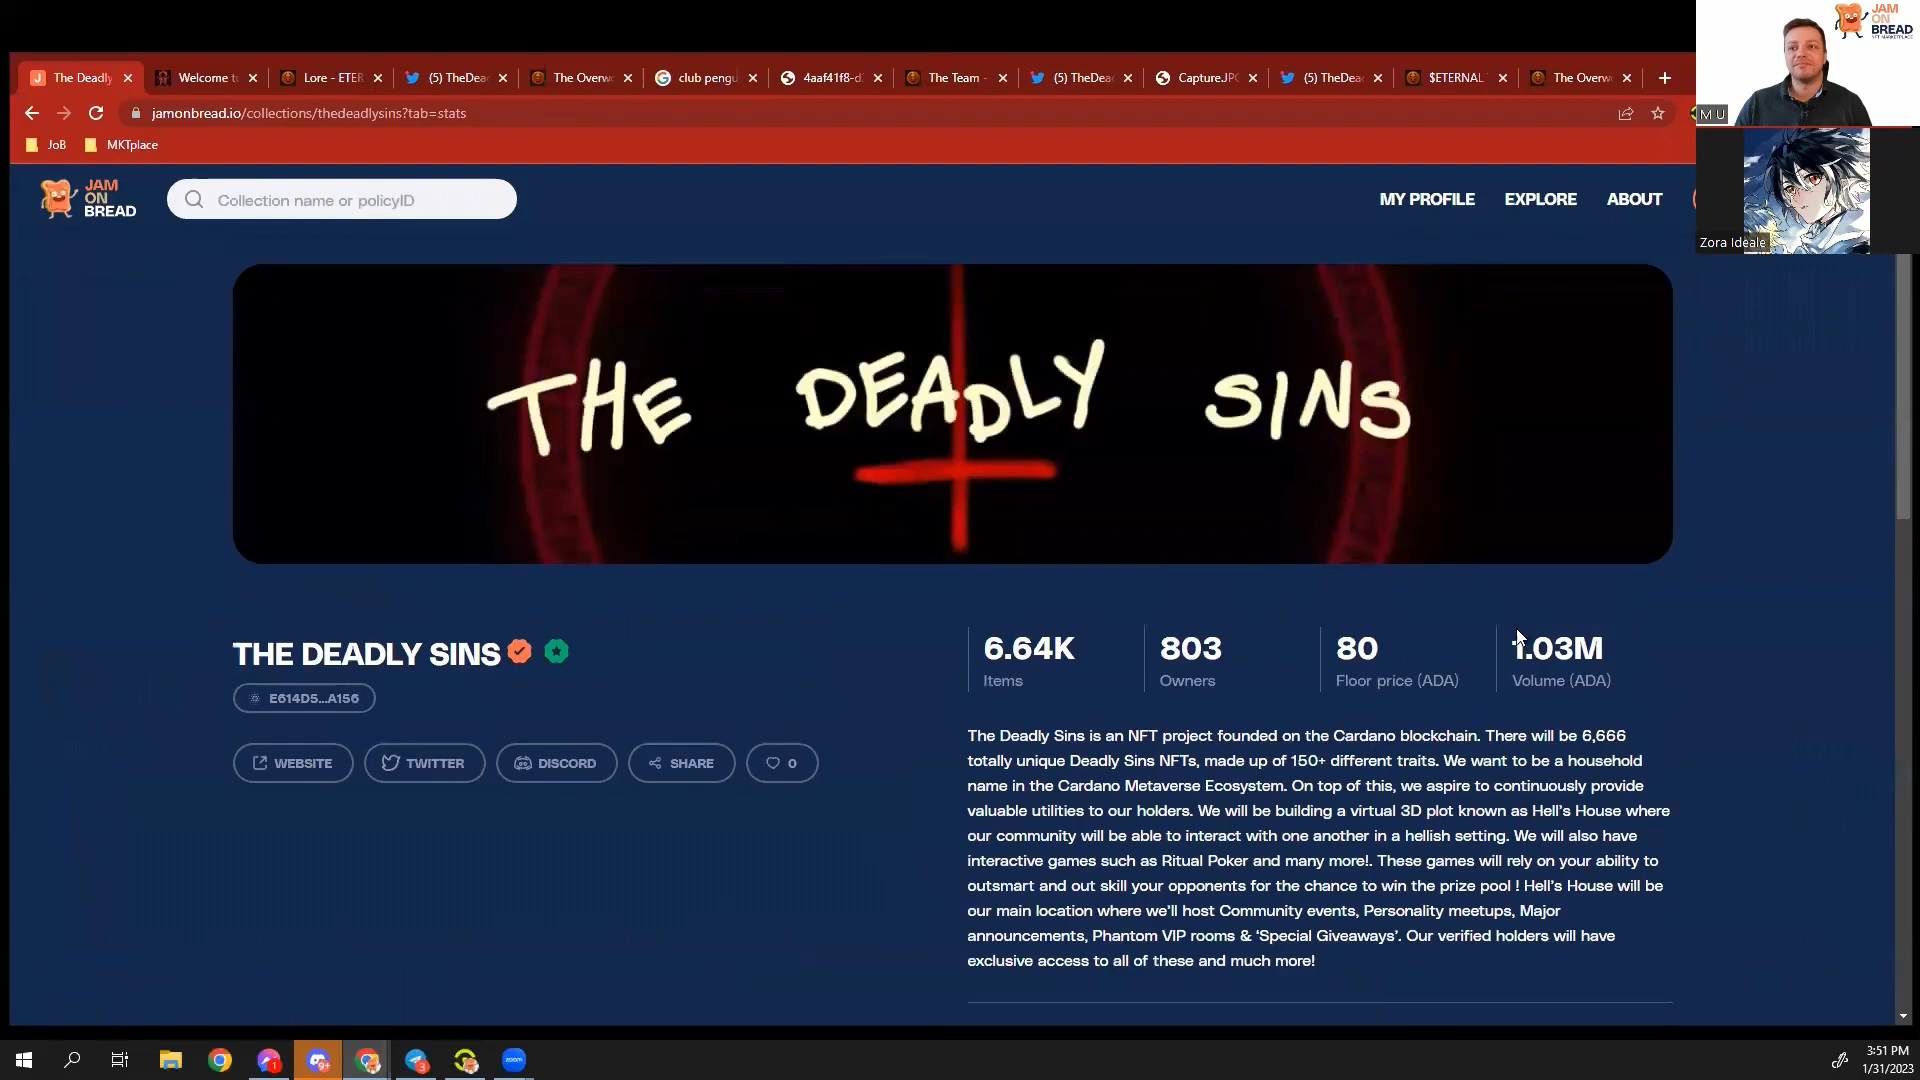 JAM
ON
BREAD
NFT MARKETPLACE
M U
Zora Ideale
The Deadly
Welcome t
Lore - ETER
(5) TheDea
The Overw
club pengu
4aaf41f8-d
The Team -
(5) TheDea
Capture.JPG
(5) TheDea
$ETERNAL
The Overw
jamonbread.io/collections/thedeadlysins?tab=stats
JoB
MKTplace
JAM
ON
BREAD
Collection name or policyID
MY PROFILE
EXPLORE
ABOUT
THE DEADLY SINS
THE DEADLY SINS
E614D5...A156
WEBSITE
TWITTER
DISCORD
SHARE
0
6.64K
Items
803
Owners
80
Floor price (ADA)
1.03M
Volume (ADA)
The Deadly Sins is an NFT project founded on the Cardano blockchain. There will be 6,666
totally unique Deadly Sins NFTs, made up of 150+ different traits. We want to be a household
name in the Cardano Metaverse Ecosystem. On top of this, we aspire to continuously provide
valuable utilities to our holders. We will be building a virtual 3D plot known as Hell's House where
our community will be able to interact with one another in a hellish setting. We will also have
interactive games such as Ritual Poker and many more!. These games will rely on your ability to
outsmart and out skill your opponents for the chance to win the prize pool ! Hell's House will be
our main location where we'll host Community events, Personality meetups, Major
announcements, Phantom VIP rooms & 'Special Giveaways'. Our verified holders will have
exclusive access to all of these and much more!
1
9+
3
zoom
3:51 PM
1/31/2023